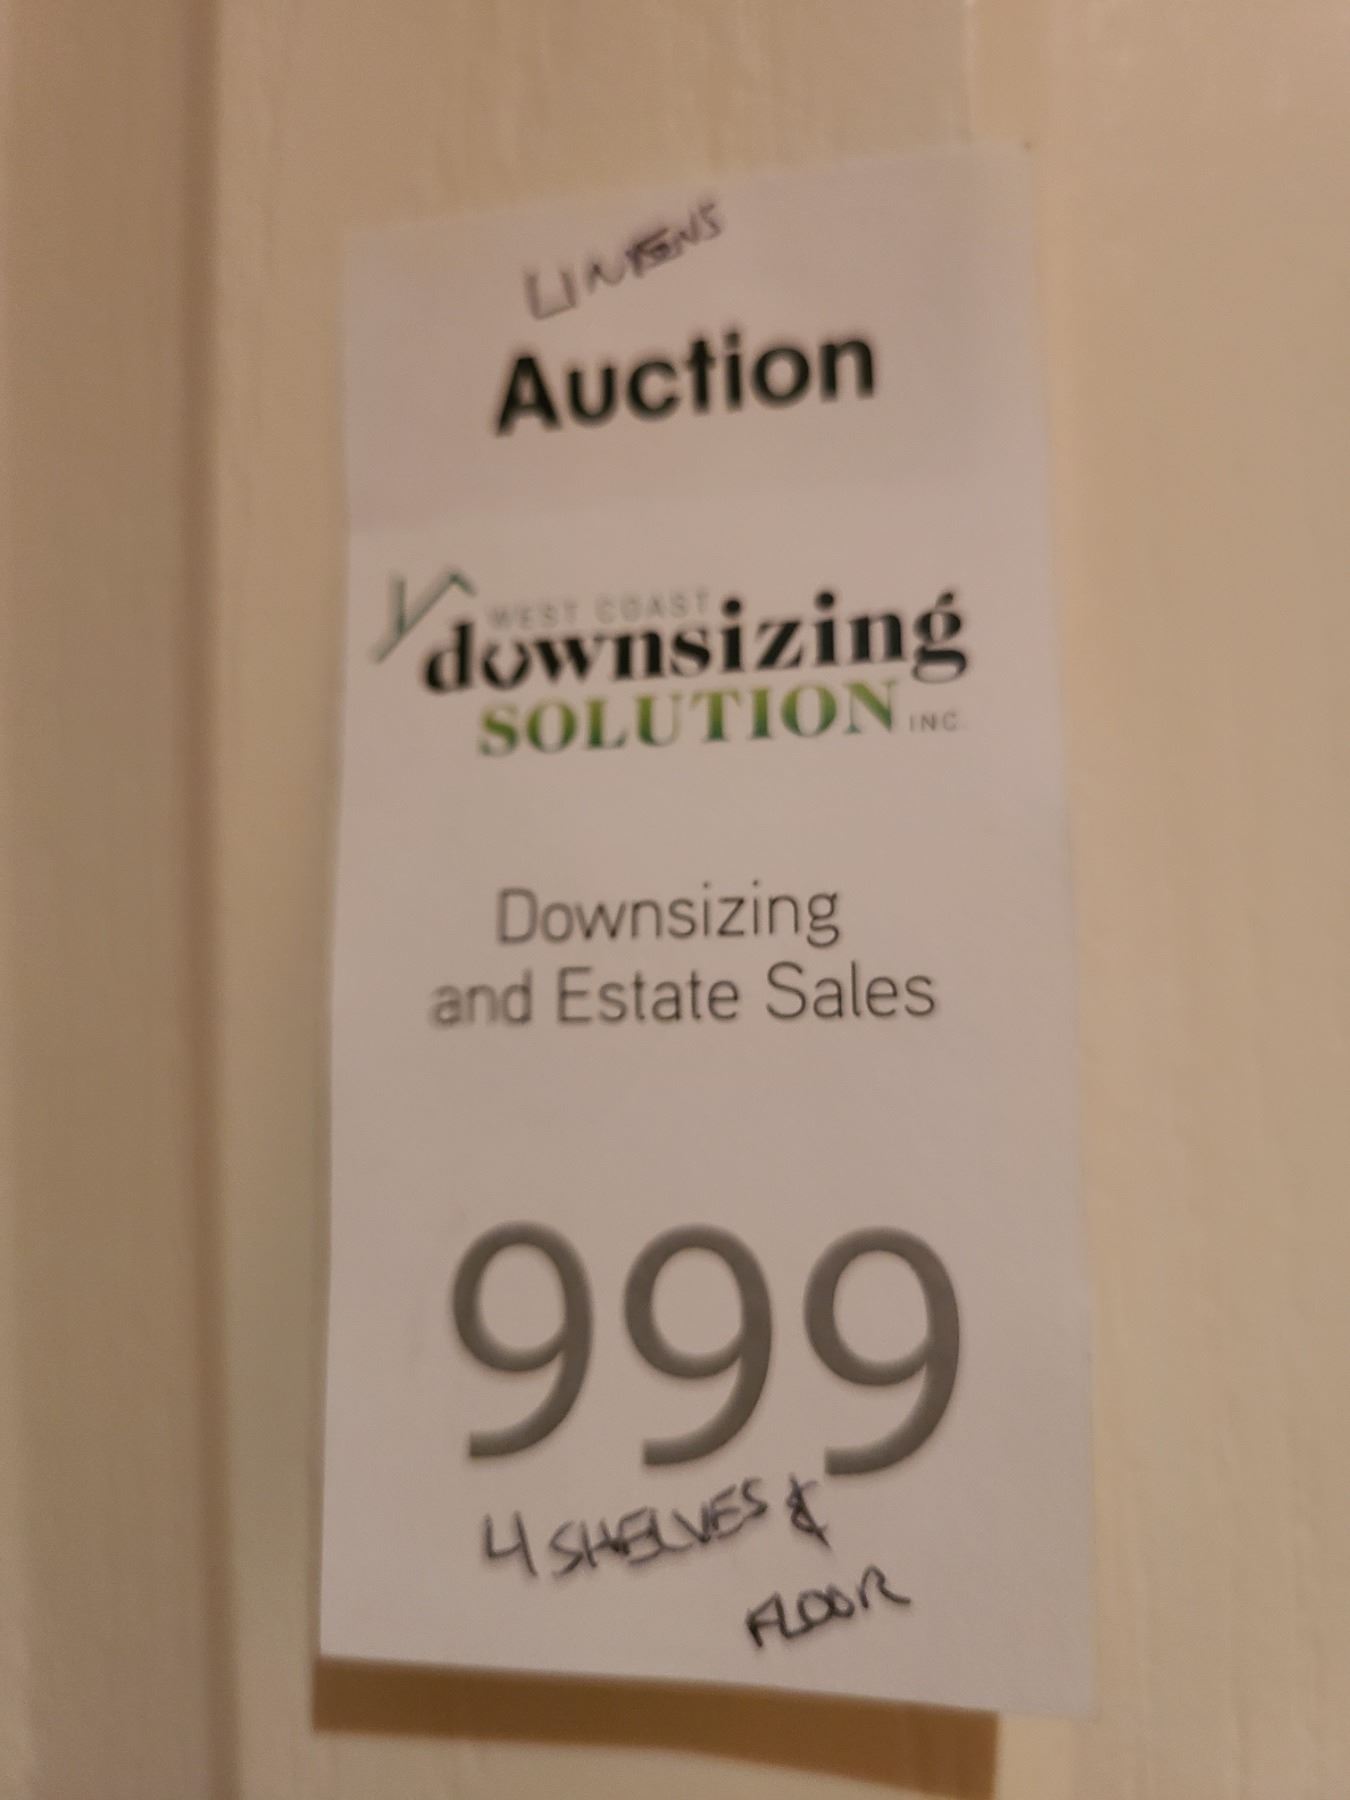 LINENS
Auction
WEST COAST
downsizing
SOLUTION INC.
Downsizing
and Estate Sales
999
4 SHELVES &
FLOOR